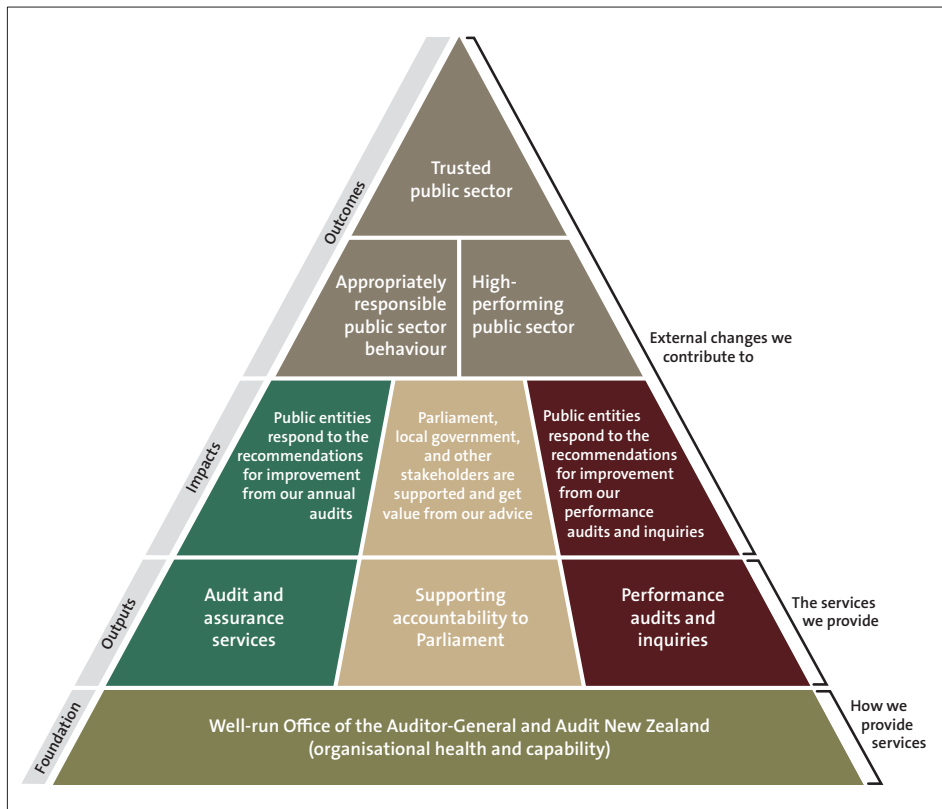 Outcomes
Trusted
public sector
Appropriately
responsible
public sector
behaviour
High-
performing
public sector
External changes we
contribute to
Impacts
Public entities
respond to the
recommendations
for improvement
from our annual
audits
Parliament,
local government,
and other
stakeholders are
supported and get
value from our advice
Public entities
respond to the
recommendations
for improvement
from our
performance
audits and inquiries
Outputs
Audit and
assurance
services
Supporting
accountability to
Parliament
Performance
audits and
inquiries
The services
we provide
Foundation
Well-run Office of the Auditor-General and Audit New Zealand
(organisational health and capability)
How we
provide
services